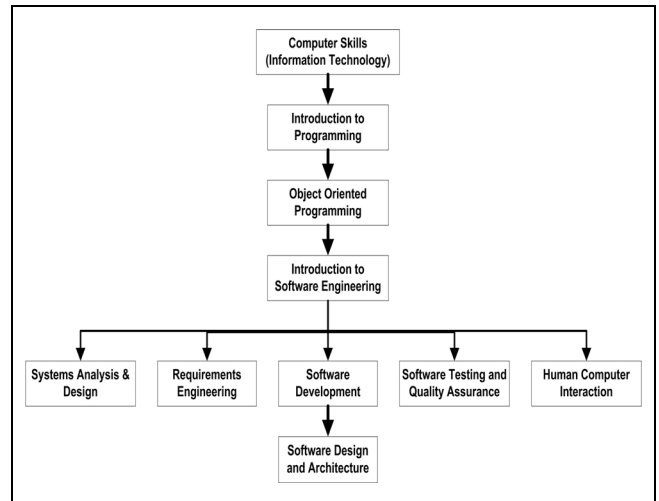 Computer Skills
(Information Technology)
Introduction to
Programming
Object Oriented
Programming
Introduction to
Software Engineering
Systems Analysis &
Design
Requirements
Engineering
Software
Development
Software Testing and
Quality Assurance
Human Computer
Interaction
Software Design
and Architecture